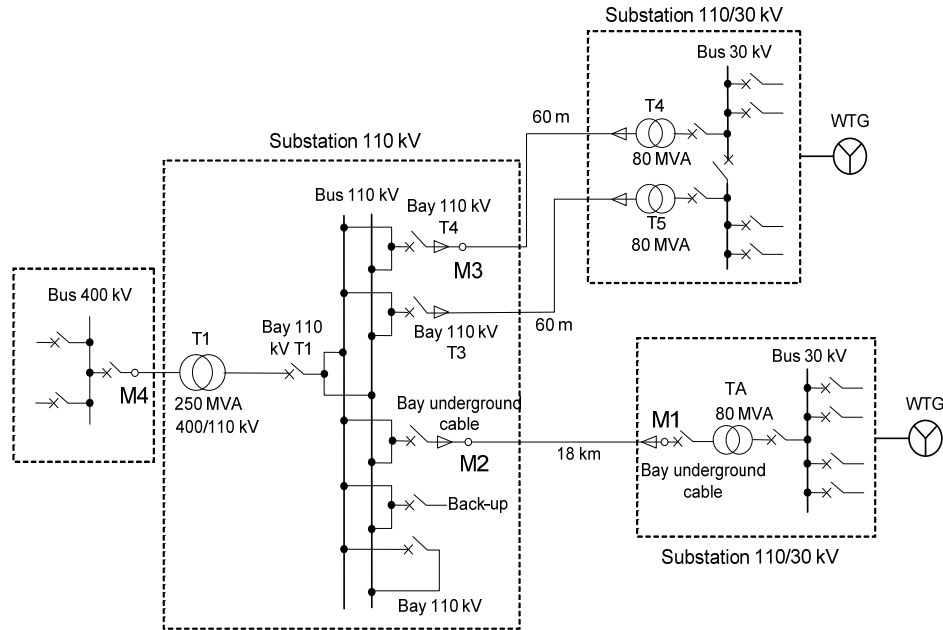 Substation 110/30 kV
Bus 30 kV
T4
80 MVA
60 m
WTG
T5
80 MVA
Substation 110 kV
Bus 110 kV
Bay 110 kV
T4
M3
60 m
Bay 110 kV
T3
Bus 400 kV
M4
T1
250 MVA
400/110 kV
Bay 110
kV T1
Bay underground
cable
M2
18 km
Back-up
Bay 110 kV
Bus 30 kV
TA
80 MVA
M1
Bay underground
cable
WTG
Substation 110/30 kV